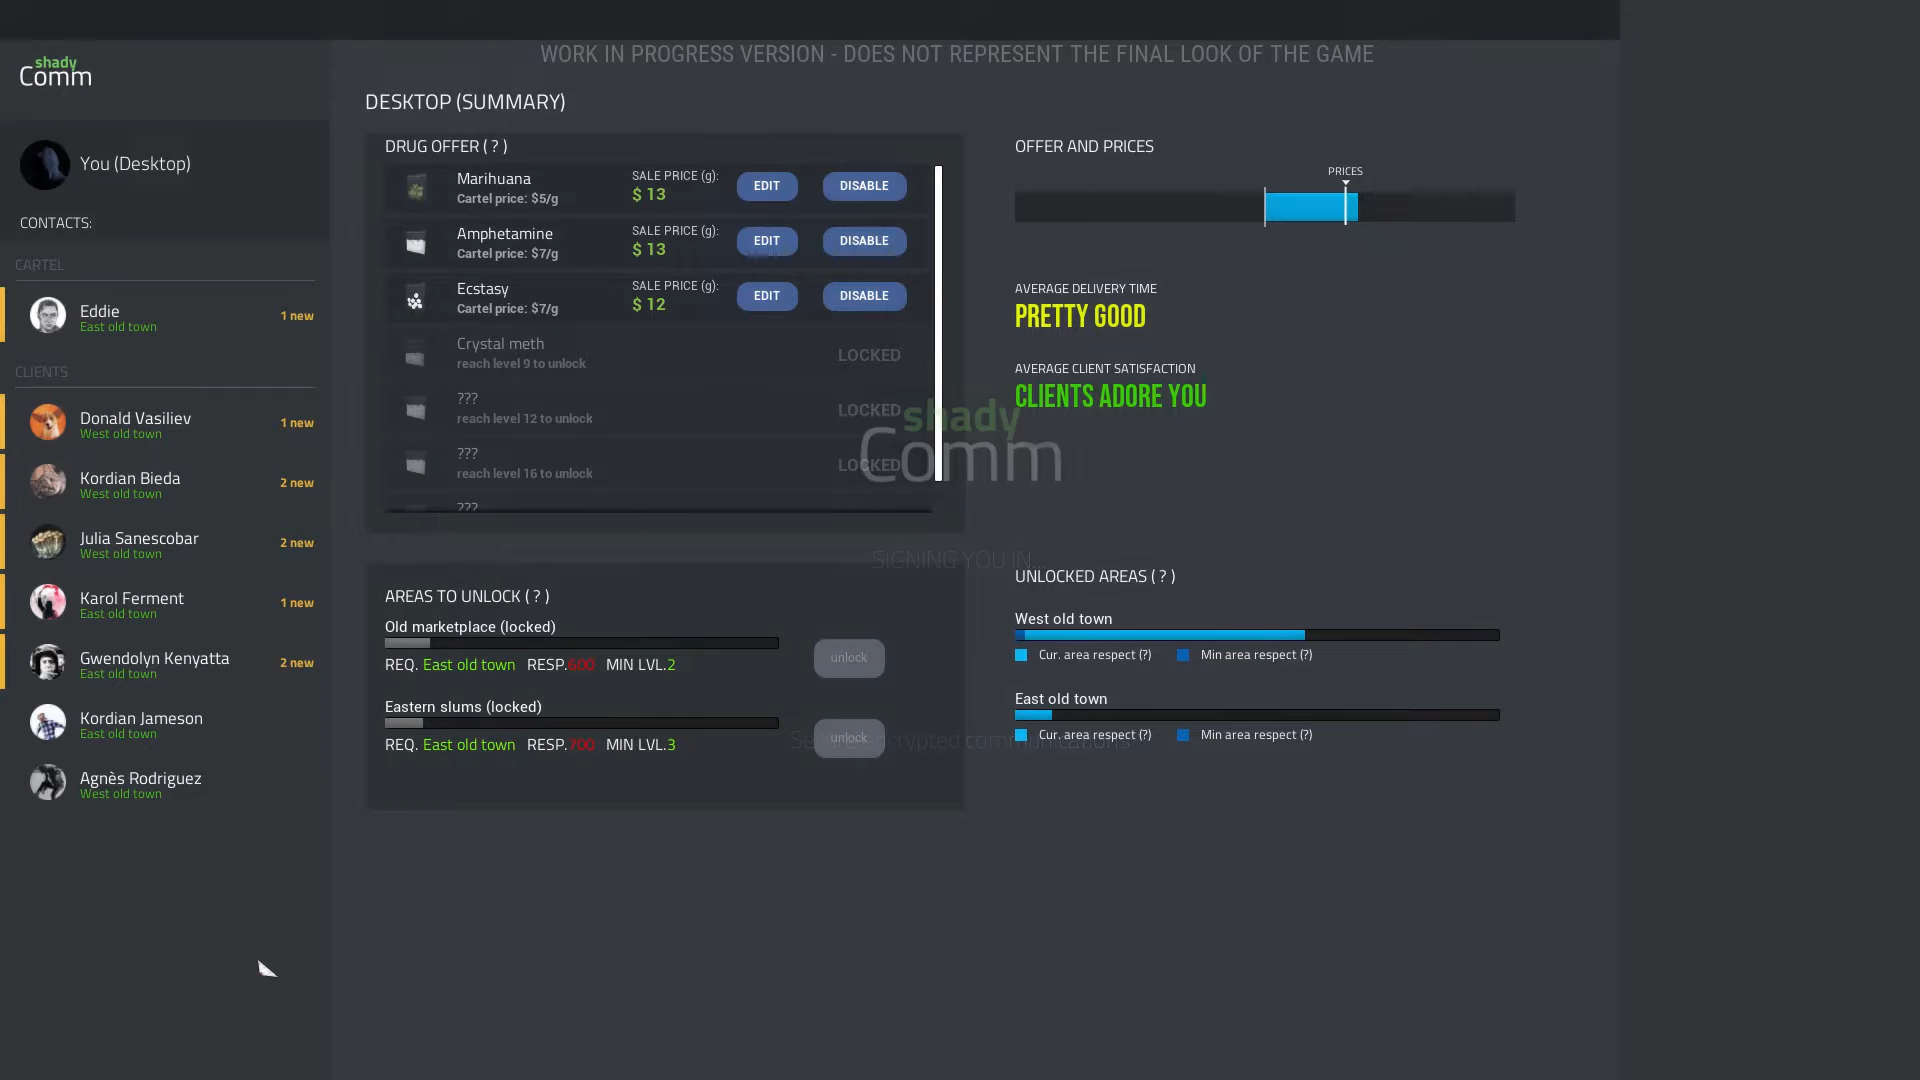 WORK IN PROGRESS VERSION - DOES NOT REPRESENT THE FINAL LOOK OF THE GAME
shady
Comm
You (Desktop)
CONTACTS:
CARTEL
Eddie
East old town
1 new
CLIENTS
Donald Vasiliev
West old town
1 new
Kordian Bieda
West old town
2 new
Julia Sanescobar
West old town
2 new
Karol Ferment
East old town
1 new
Gwendolyn Kenyatta
East old town
2 new
Kordian Jameson
East old town
Agnès Rodriguez
West old town
DESKTOP (SUMMARY)
DRUG OFFER ( ? )
Marihuana
Cartel price: $5/g
SALE PRICE (g):
$ 13
EDIT
DISABLE
Amphetamine
Cartel price: $7/g
SALE PRICE (g):
$ 13
EDIT
DISABLE
Ecstasy
Cartel price: $7/g
SALE PRICE (g):
$ 12
EDIT
DISABLE
Crystal meth
reach level 9 to unlock
LOCKED
???
reach level 12 to unlock
LOCKED
???
reach level 16 to unlock
LOCKED
???
shady
Comm
SIGNING YOU IN...
OFFER AND PRICES
PRICES
AVERAGE DELIVERY TIME
PRETTY GOOD
AVERAGE CLIENT SATISFACTION
CLIENTS ADORE YOU
AREAS TO UNLOCK ( ? )
Old marketplace (locked)
REQ. East old town RESP.600 MIN LVL.2
unlock
Eastern slums (locked)
REQ. East old town RESP.700 MIN LVL.3
unlock
communications
UNLOCKED AREAS ( ? )
West old town
Cur. area respect (?) Min area respect (?)
East old town
Cur. area respect (?) Min area respect (?)